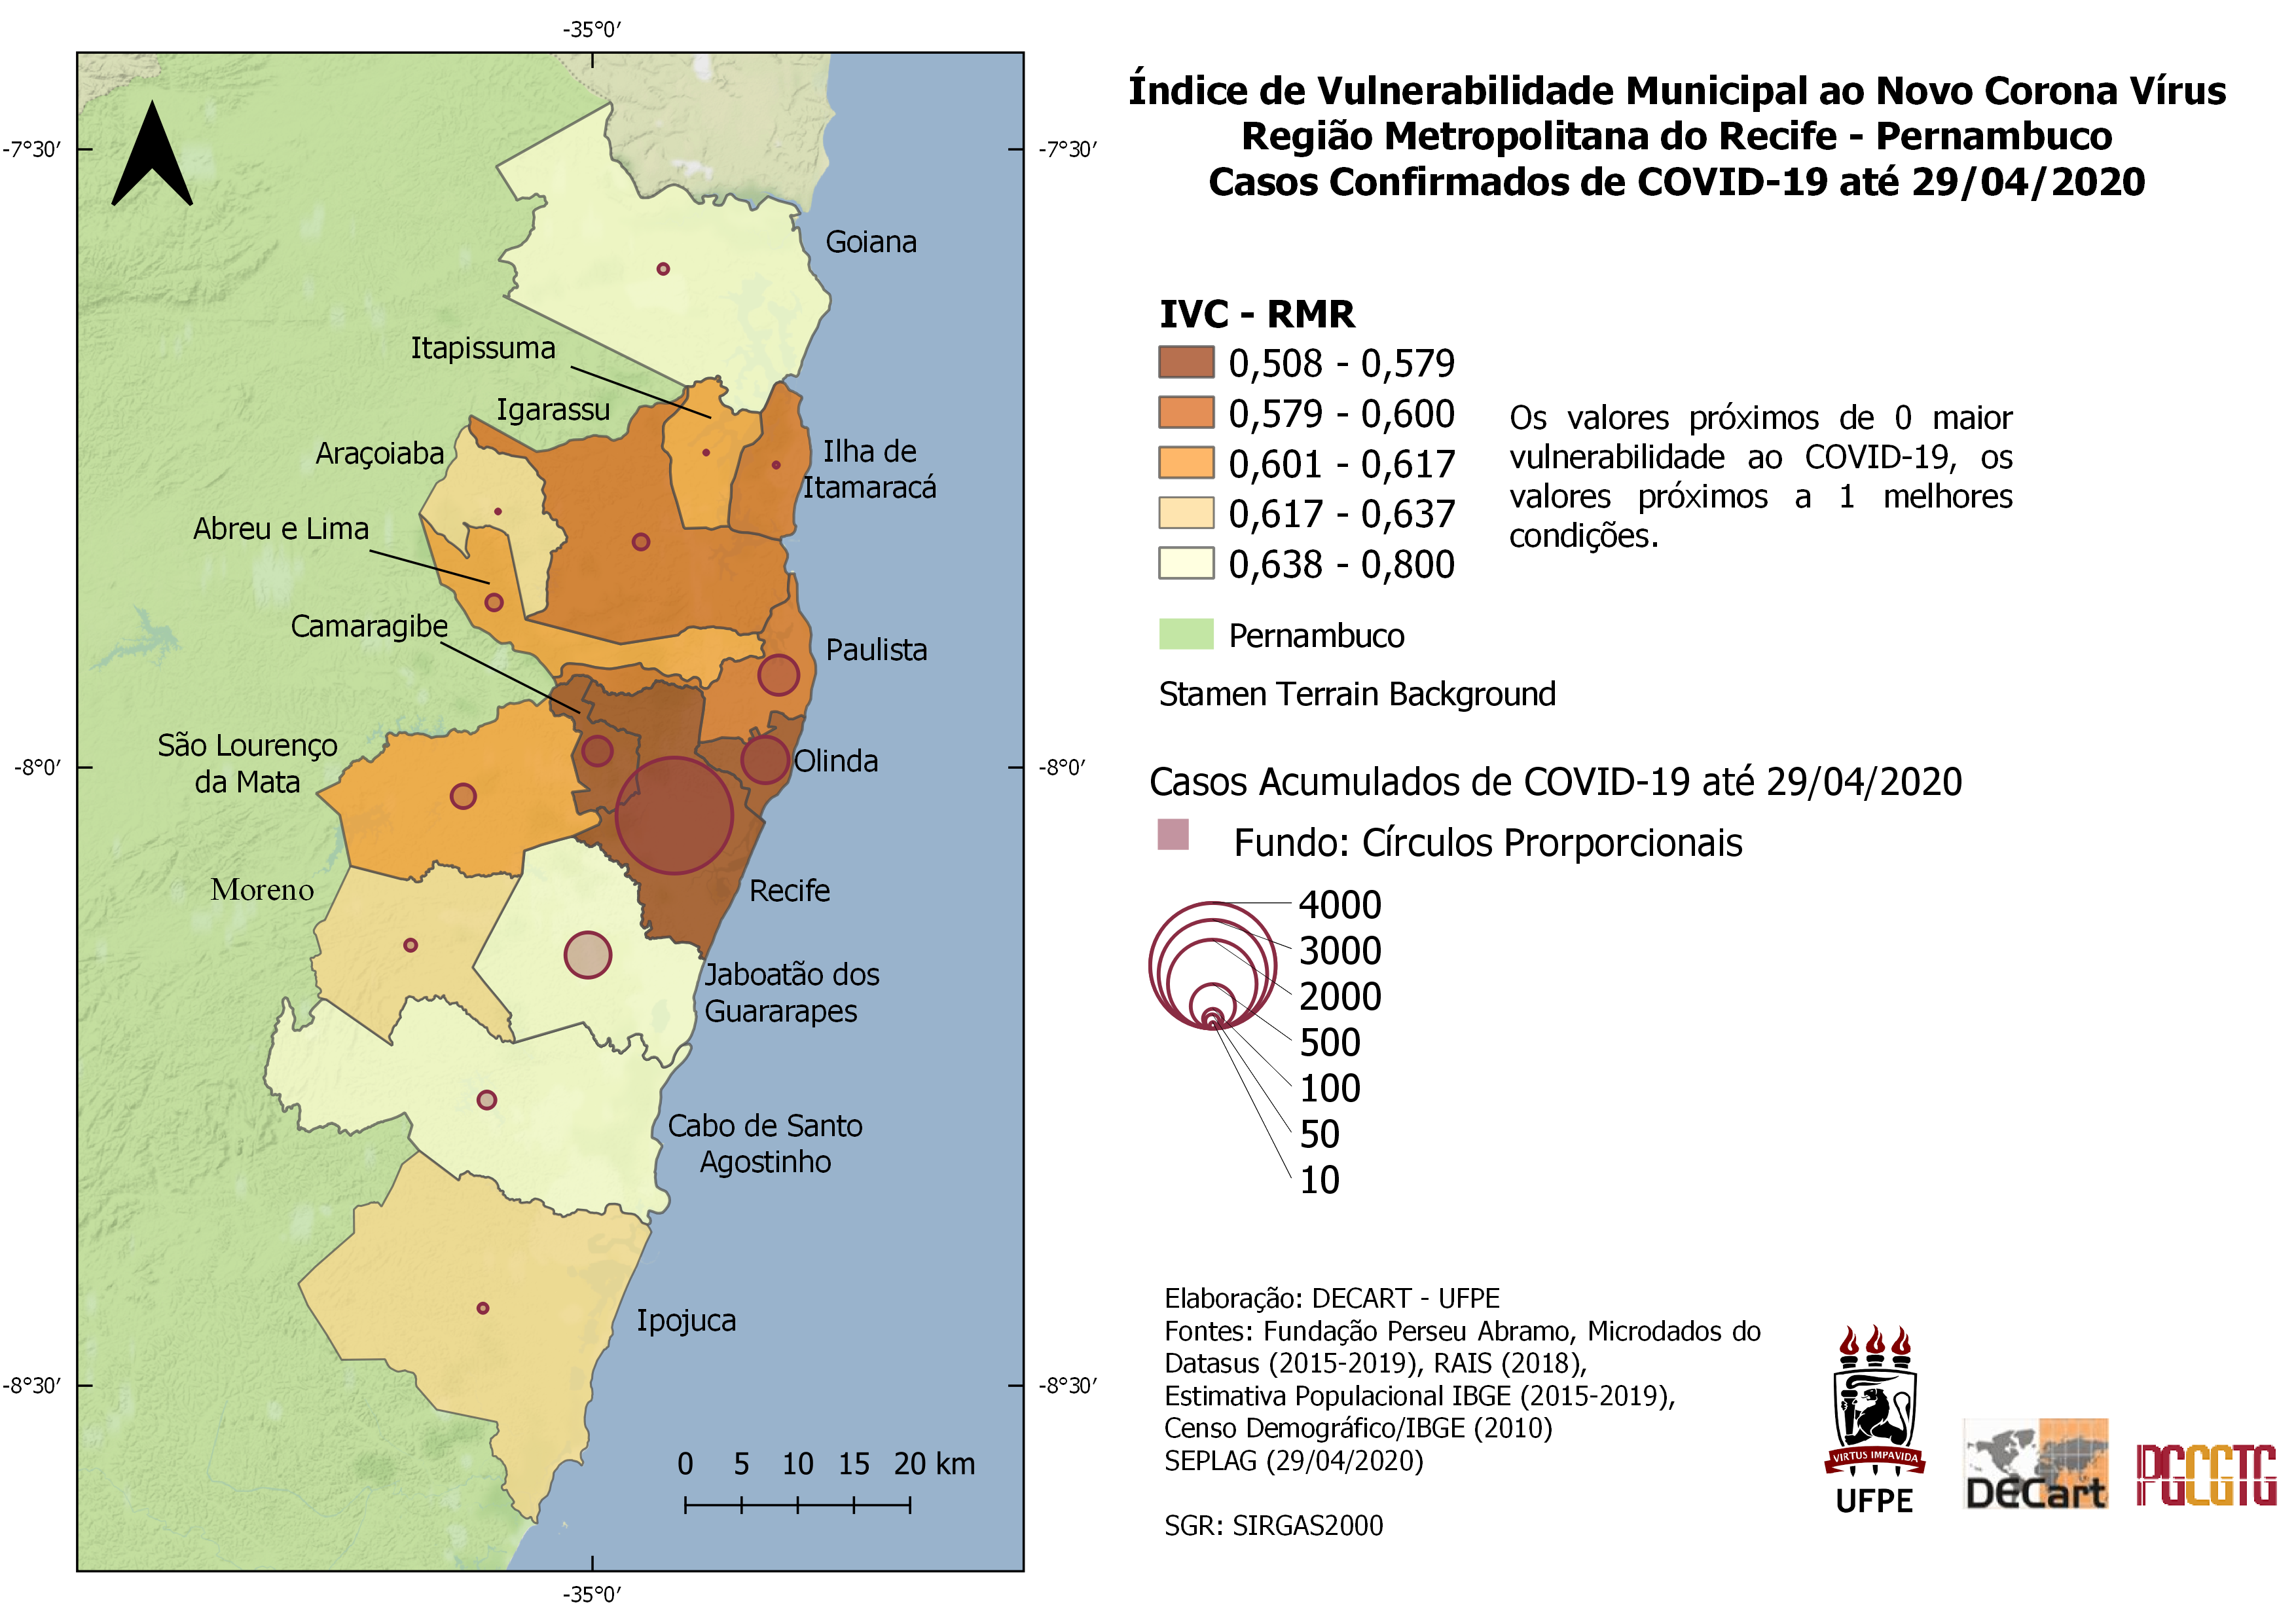 Índice de Vulnerabilidade Municipal ao Novo Corona Vírus
Região Metropolitana do Recife - Pernambuco
Casos Confirmados de COVID-19 até 29/04/2020
-35°0′
-7°30′
-7°30′
Goiana
Itapissuma
Igarassu
Araçoiaba
Ilha de
Itamaracá
Abreu e Lima
Camaragibe
Paulista
São Lourenço
da Mata
-8°0′
-8°0′
Olinda
Moreno
Recife
Jaboatão dos
Guararapes
Cabo de Santo
Agostinho
Ipojuca
-8°30′
-8°30′
0 5 10 15 20 km
-35°0′
IVC - RMR
0,508 - 0,579
0,579 - 0,600
0,601 - 0,617
0,617 - 0,637
0,638 - 0,800
Os valores próximos de 0 maior
vulnerabilidade ao COVID-19, os
valores próximos a 1 melhores
condições.
Pernambuco
Stamen Terrain Background
Casos Acumulados de COVID-19 até 29/04/2020
Fundo: Círculos Prorporcionais
4000
3000
2000
500
100
50
10
Elaboração: DECART - UFPE
Fontes: Fundação Perseu Abramo, Microdados do
Datasus (2015-2019), RAIS (2018),
Estimativa Populacional IBGE (2015-2019),
Censo Demográfico/IBGE (2010)
SEPLAG (29/04/2020)
SGR: SIRGAS2000
VIRTUS IMPAVIDA
UFPE
DECart
PGCGTG